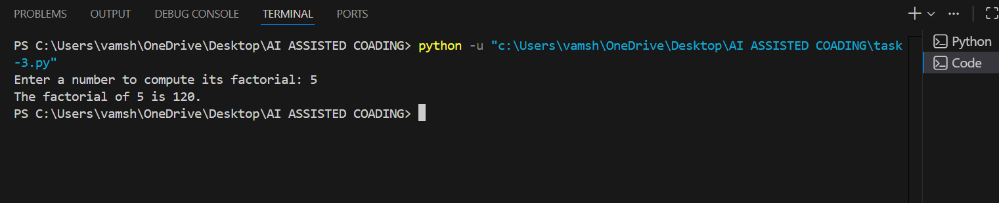 PROBLEMS OUTPUT DEBUG CONSOLE TERMINAL PORTS
PS C:\Users\vamsh\OneDrive\Desktop\AI ASSISTED COADING> python -u "c:\Users\vamsh\OneDrive\Desktop\AI ASSISTED COADING\task
-3.py"
Enter a number to compute its factorial: 5
The factorial of 5 is 120.
PS C:\Users\vamsh\OneDrive\Desktop\AI ASSISTED COADING>
Python
Code